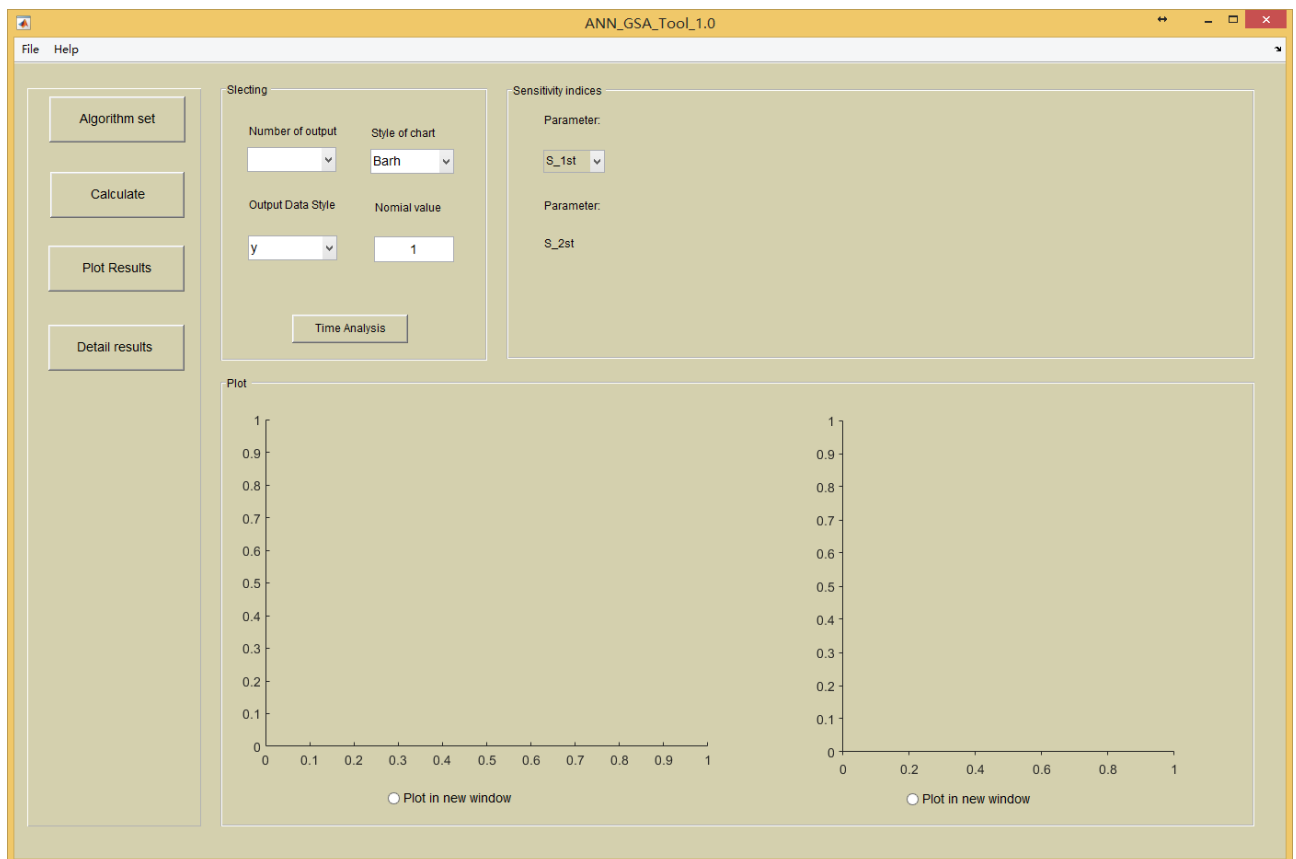 ANN_GSA_Tool_1.0
File Help
Algorithm set
Calculate
Plot Results
Detail results
Slecting
Number of output
Style of chart
Barh
Output Data Style
Nomial value
y
1
Time Analysis
Sensitivity indices
Parameter:
S_1st
Parameter:
S_2st
Plot
1
0.9
0.8
0.7
0.6
0.5
0.4
0.3
0.2
0.1
0
0 0.1 0.2 0.3 0.4 0.5 0.6 0.7 0.8 0.9 1
Plot in new window
1
0.9
0.8
0.7
0.6
0.5
0.4
0.3
0.2
0.1
0
0 0.2 0.4 0.6 0.8 1
Plot in new window